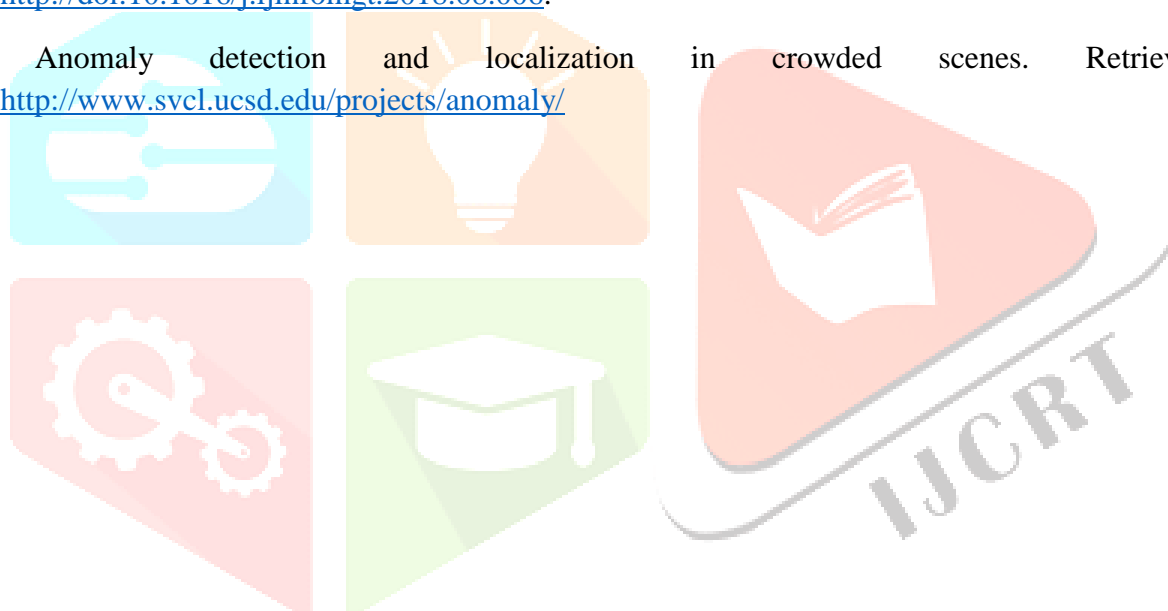 Anomaly detection and localization in crowded scenes. Retriev
http://www.svcl.ucsd.edu/projects/anomaly/
IJCRT